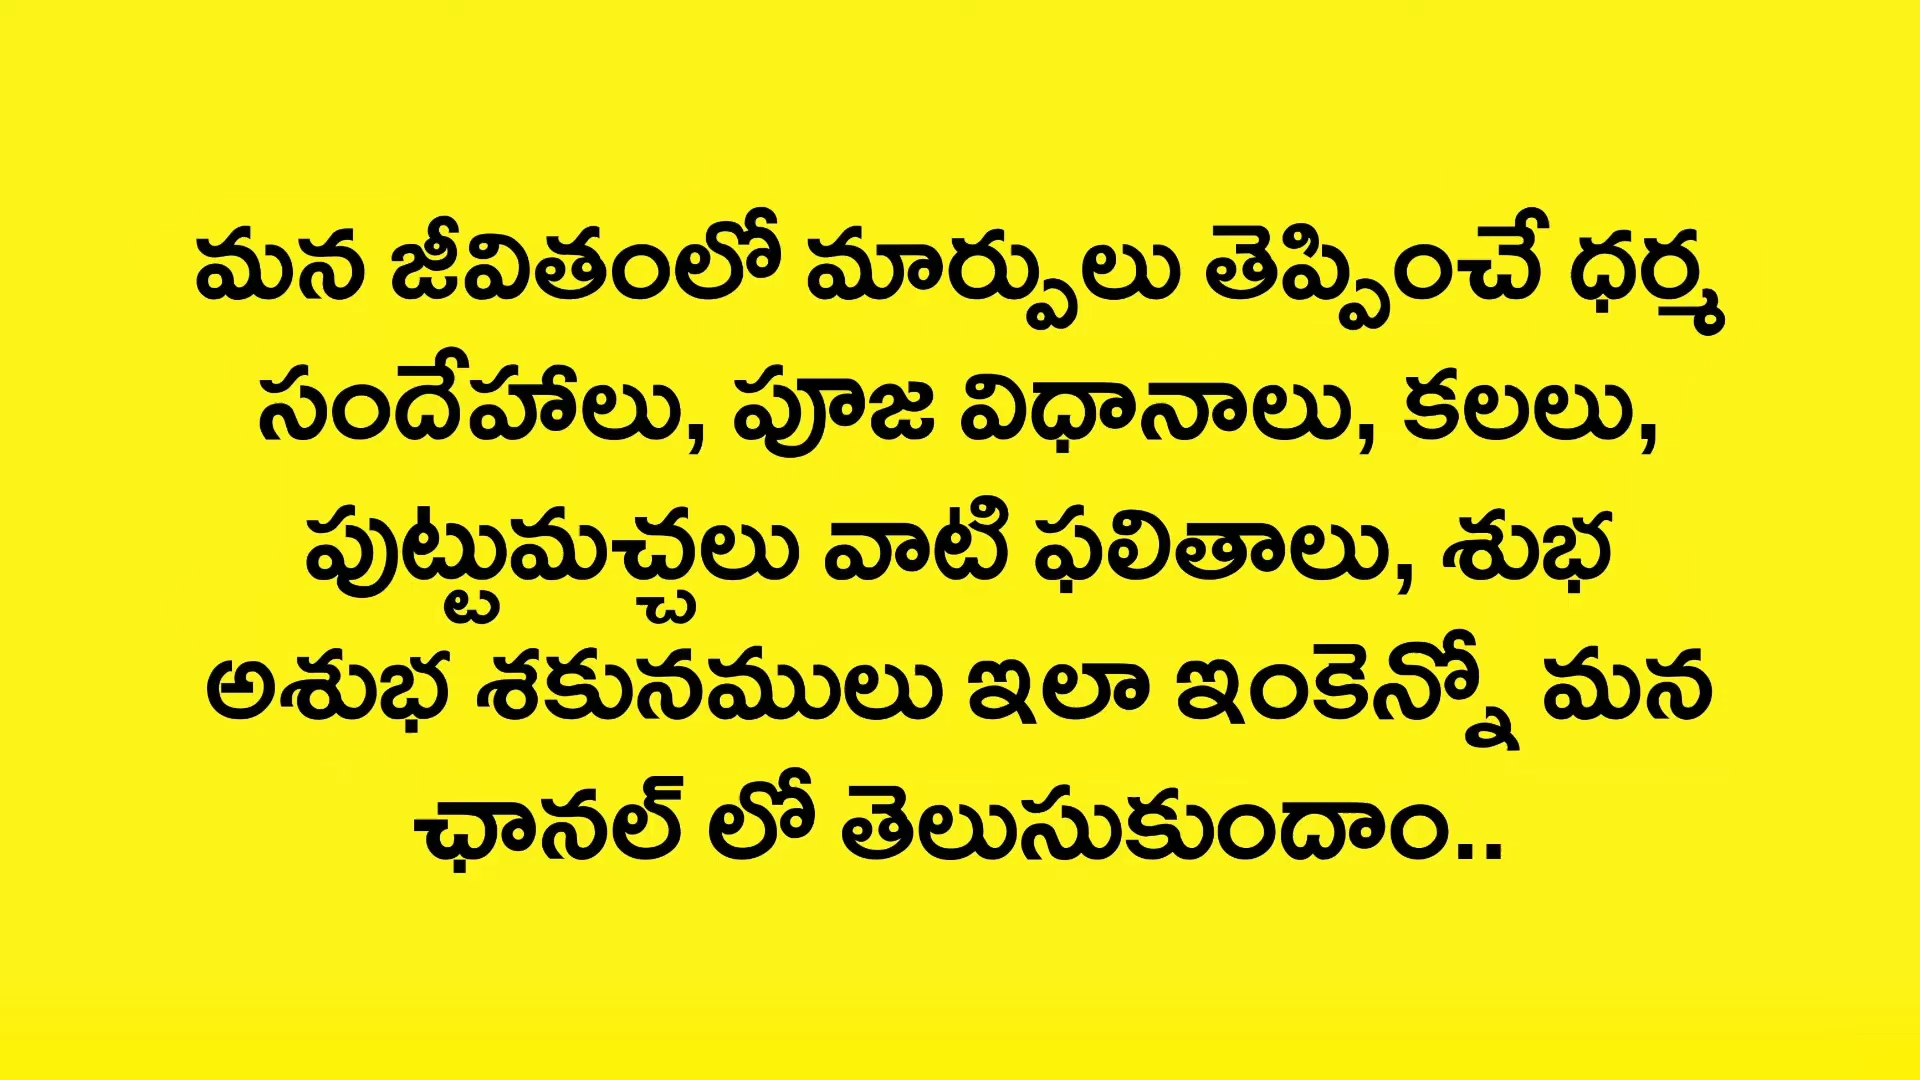 మన జీవితంలో మార్పులు తెప్పించే ధర్మ
సందేహాలు, పూజ విధానాలు, కలలు,
పుట్టుమచ్చలు వాటి ఫలితాలు, శుభ
అశుభ శకునములు ఇలా ఇంకెన్నో మన
ఛానల్ లో తెలుసుకుందాం..